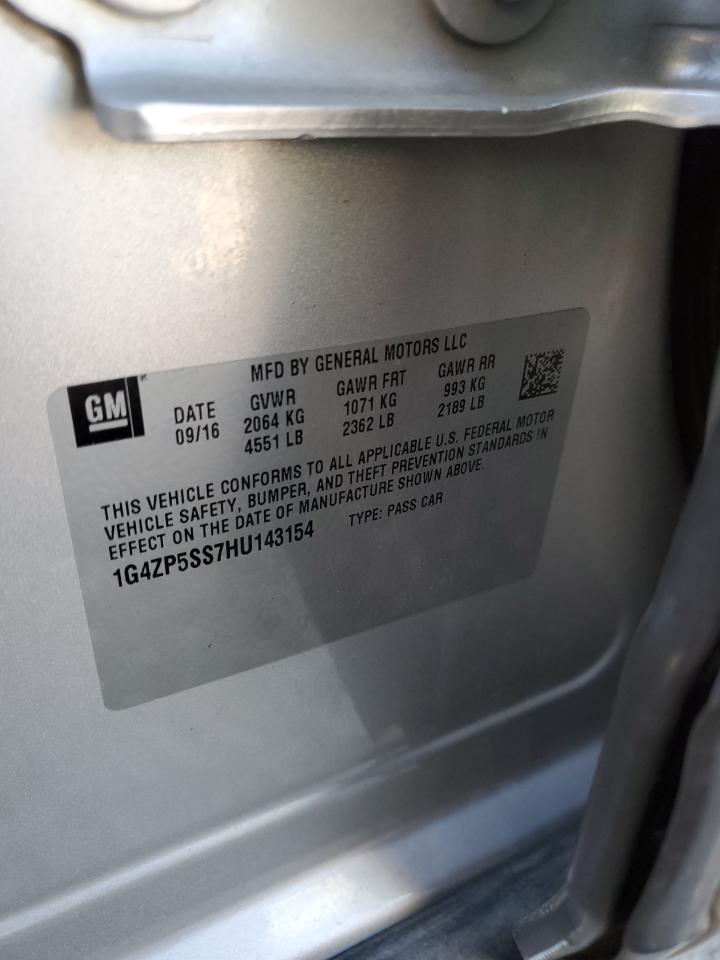 MFD BY GENERAL MOTORS LLC
GM
DATE GVWR GAWR FRT GAWR RR
09/16 2064 KG 1071 KG 993 KG
4551 LB 2362 LB 2189 LB
THIS VEHICLE CONFORMS TO ALL APPLICABLE U.S. FEDERAL MOTOR
VEHICLE SAFETY, BUMPER, AND THEFT PREVENTION STANDARDS IN
EFFECT ON THE DATE OF MANUFACTURE SHOWN ABOVE.
1G4ZP5SS7HU143154 TYPE: PASS CAR